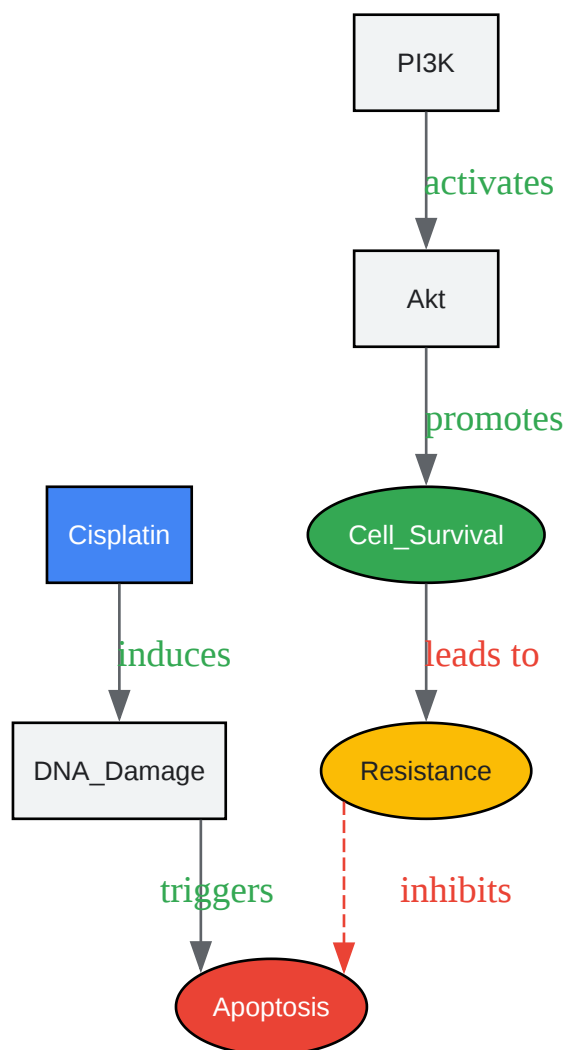 PI3K
activates
Akt
promotes
Cisplatin
Cell_Survival
induces
leads to
DNA_Damage
Resistance
triggers
inhibits
Apoptosis